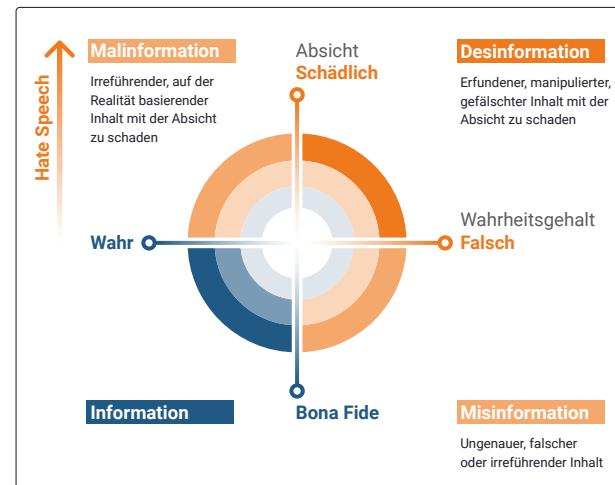 Hate Speech
Malinformation
Irreführender, auf der
Realität basierender
Inhalt mit der Absicht
zu schaden
Absicht
Schädlich
Desinformation
Erfundener, manipulierter,
gefälschter Inhalt mit der
Absicht zu schaden
Wahr
Wahrheitsgehalt
Falsch
Information
Bona Fide
Misinformation
Ungenauer, falscher
oder irreführender Inhalt